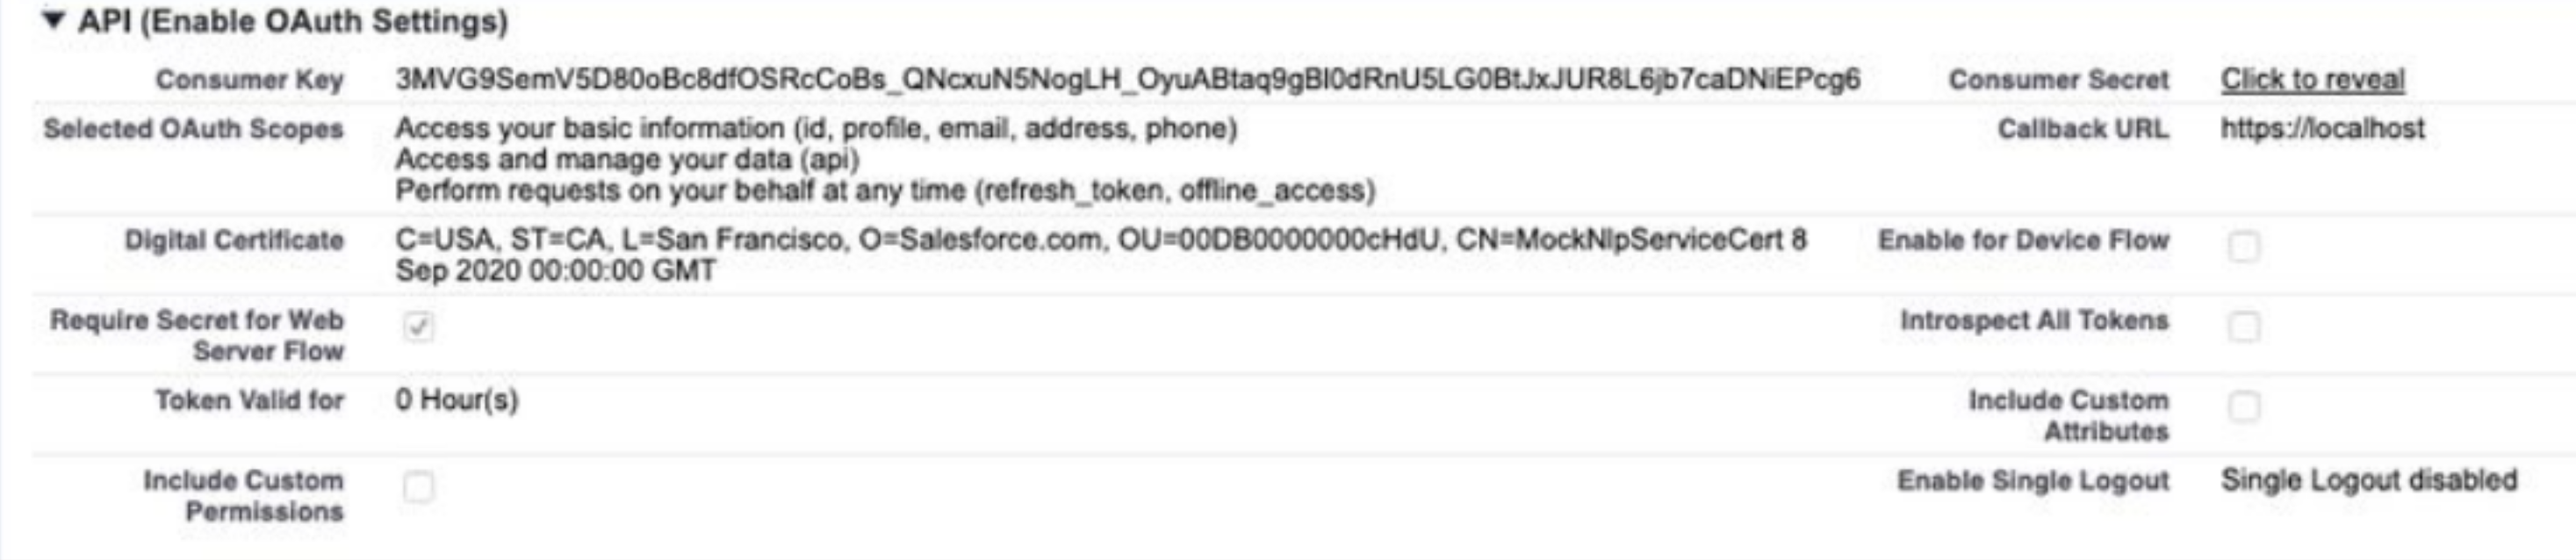 ▼ API (Enable OAuth Settings)
Consumer Key 3MVG9SemV5D80oBc8dfOSRcCoBs_QNcxuN5NogLH_OyuABtaq9gBl0dRnU5LG0BtJxJUR8L6jb7caDNiEPcg6 Consumer Secret Click to reveal
Selected OAuth Scopes Access your basic information (id, profile, email, address, phone) Callback URL https://localhost
Access and manage your data (api)
Perform requests on your behalf at any time (refresh_token, offline_access)
Digital Certificate C=USA, ST=CA, L=San Francisco, O=Salesforce.com, OU=00DB0000000cHdU, CN=MockNlpServiceCert 8 Enable for Device Flow
Sep 2020 00:00:00 GMT
Require Secret for Web Introspect All Tokens
Server Flow
Token Valid for 0 Hour(s) Include Custom
Attributes
Include Custom Enable Single Logout Single Logout disabled
Permissions